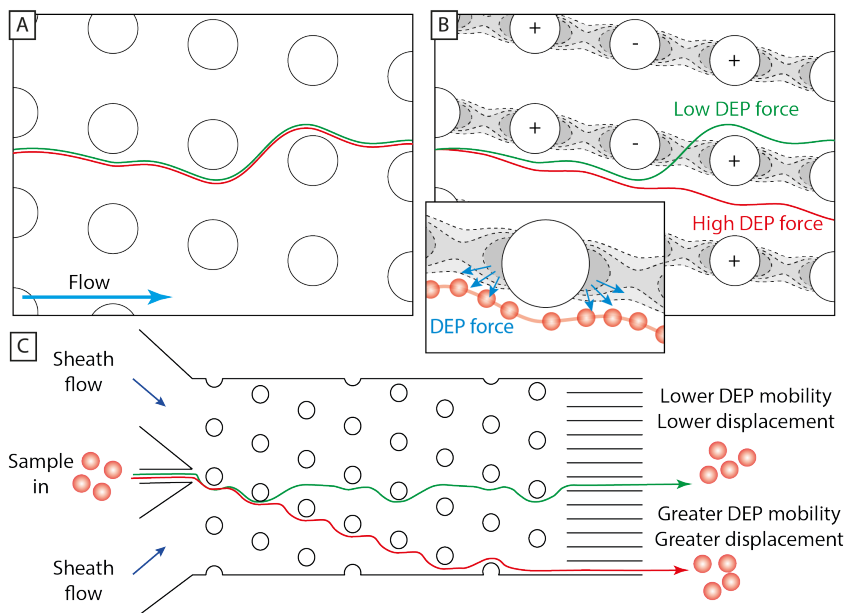 A
Flow
B
+
-
+
+
-
+
Low DEP force
High DEP force
+
DEP force
C
Sheath
flow
Sample
in
Sheath
flow
Lower DEP mobility
Lower displacement
Greater DEP mobility
Greater displacement